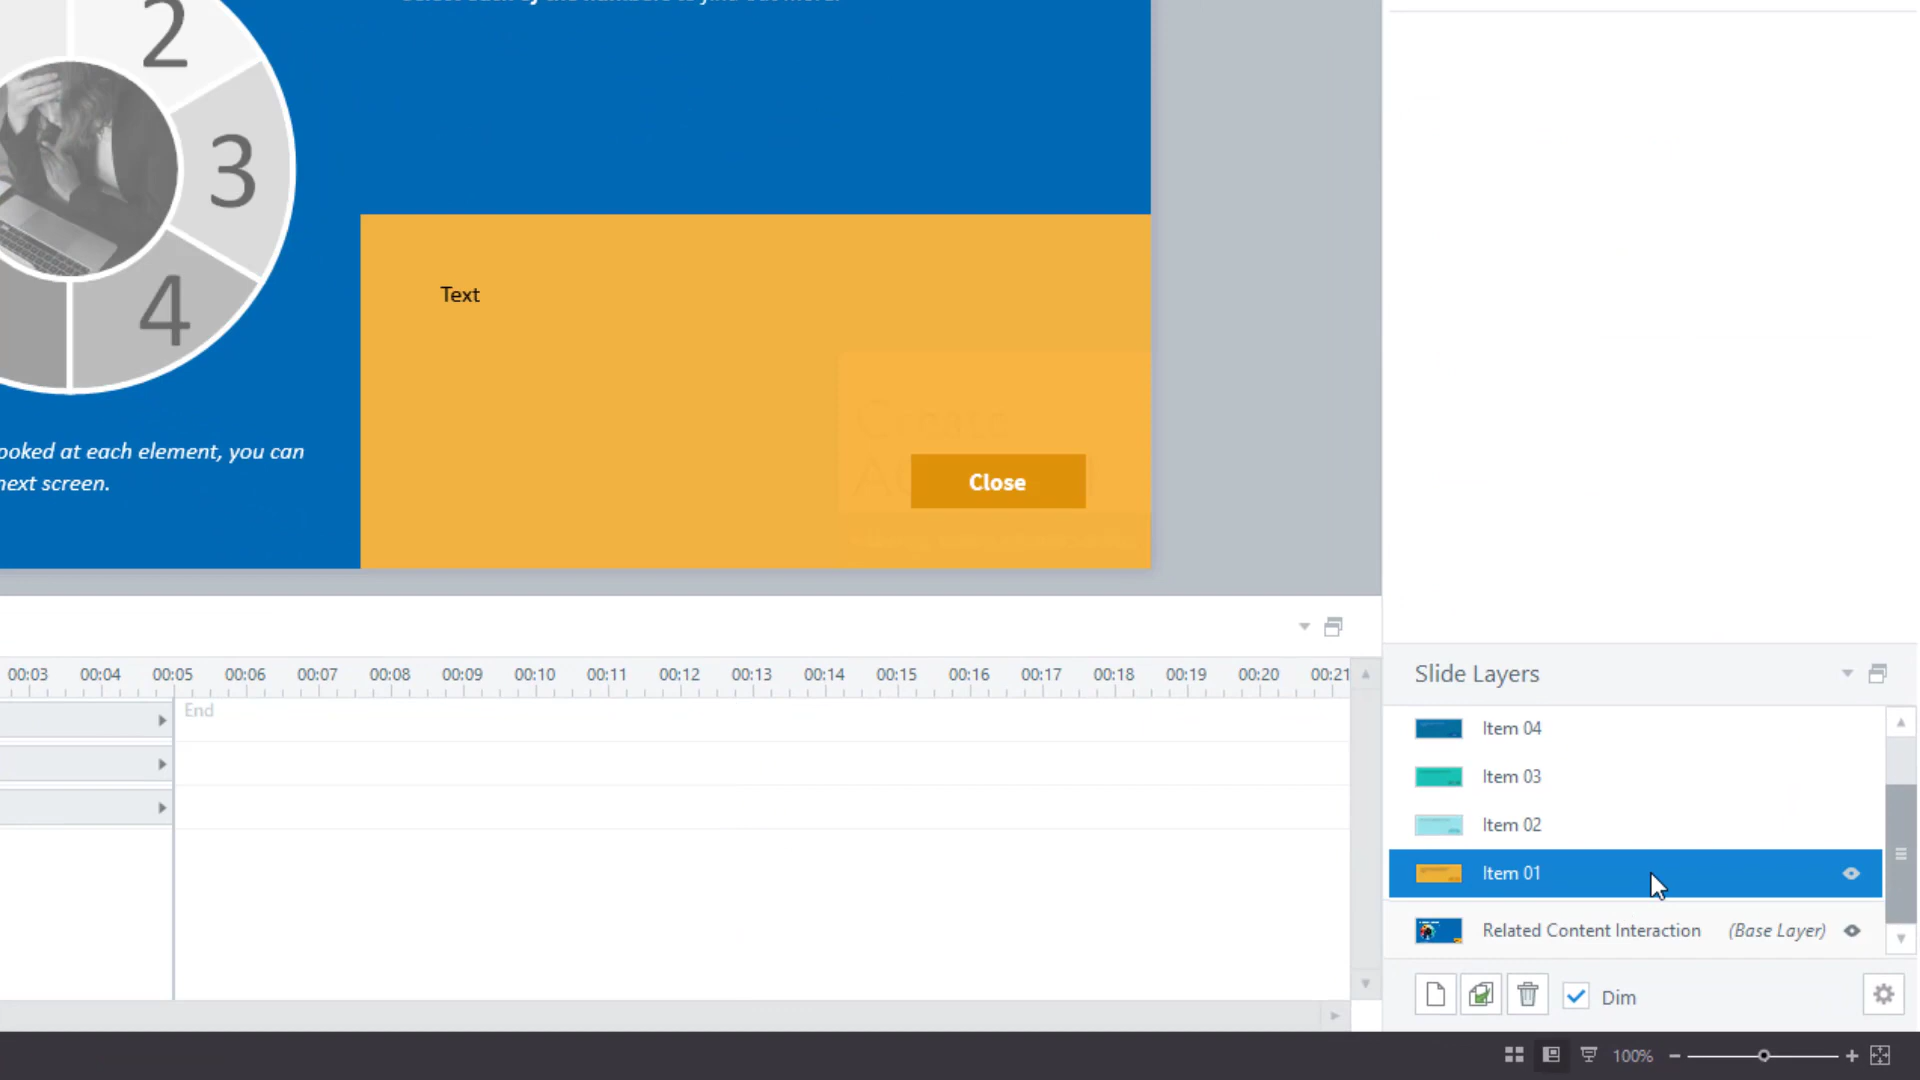 2
3
4
Text
Close
ooked at each element, you can
next screen.
00:03 00:04 00:05 00:06 00:07 00:08 00:09 00:10 00:11 00:12 00:13 00:14 00:15 00:16 00:17 00:18 00:19 00:20 00:21
End
Slide Layers
Item 04
Item 03
Item 02
Item 01
Related Content Interaction (Base Layer)
Dim
100%